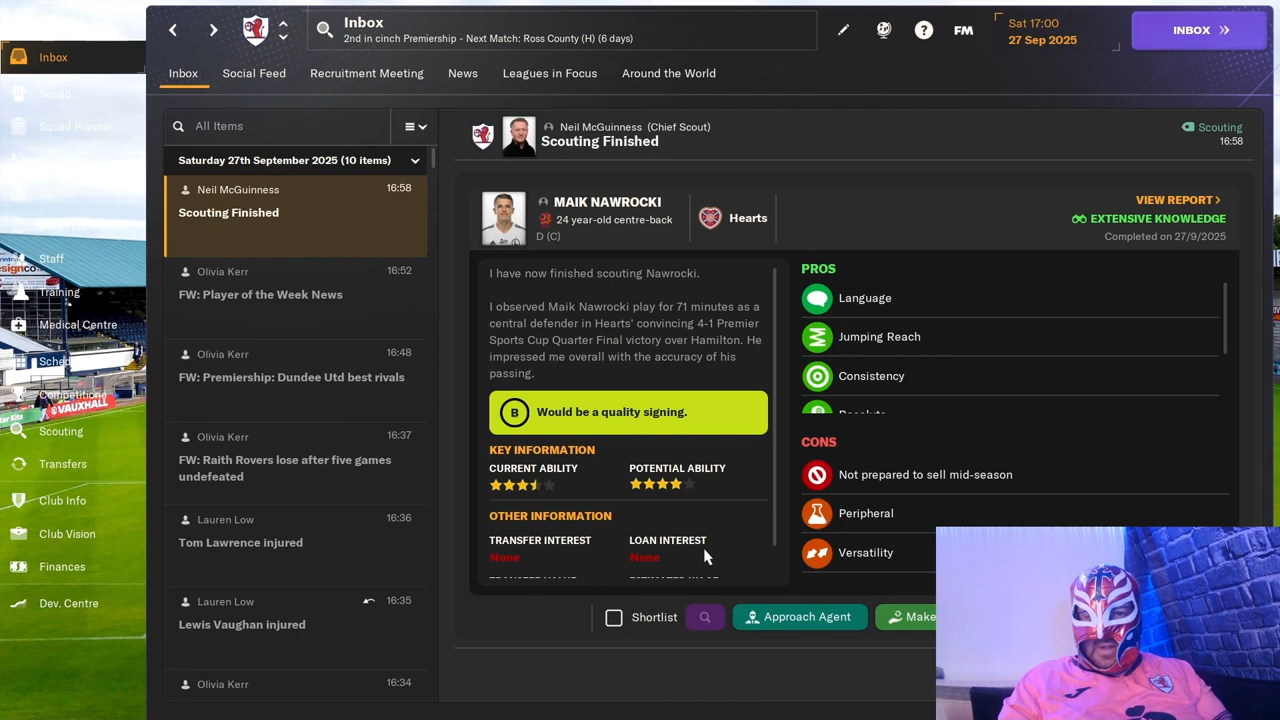 Inbox
2nd in cinch Premiership - Next Match: Ross County (H) (6 days)
FM
Sat 17:00
27 Sep 2025
INBOX
Inbox
Social Feed
Recruitment Meeting
News
Leagues in Focus
Around the World
Inbox
Squad
Squad Planner
Staff
Training
Medical Centre
Sched
Competitions
Scouting
Transfers
Club Info
Club Vision
Finances
Dev. Centre
VAUXHALL
All Items
Saturday 27th September 2025 (10 items)
Neil McGuinness 16:58
Scouting Finished
Olivia Kerr 16:52
FW: Player of the Week News
Olivia Kerr 16:48
FW: Premiership: Dundee Utd best rivals
Olivia Kerr 16:37
FW: Raith Rovers lose after five games
undefeated
Lauren Low 16:36
Tom Lawrence injured
Lauren Low 16:35
Lewis Vaughan injured
Olivia Kerr 16:34
Neil McGuinness (Chief Scout)
Scouting Finished
Scouting
16:58
MAIK NAWROCKI
24 year-old centre-back
D (C)
Hearts
VIEW REPORT >
EXTENSIVE KNOWLEDGE
Completed on 27/9/2025
I have now finished scouting Nawrocki.
I observed Maik Nawrocki play for 71 minutes as a
central defender in Hearts' convincing 4-1 Premier
Sports Cup Quarter Final victory over Hamilton. He
impressed me overall with the accuracy of his
passing.
B Would be a quality signing.
KEY INFORMATION
CURRENT ABILITY POTENTIAL ABILITY
OTHER INFORMATION
TRANSFER INTEREST LOAN INTEREST
None None
PROS
Language
Jumping Reach
Consistency
Resolute
CONS
Not prepared to sell mid-season
Peripheral
Versatility
Shortlist
Approach Agent
Make